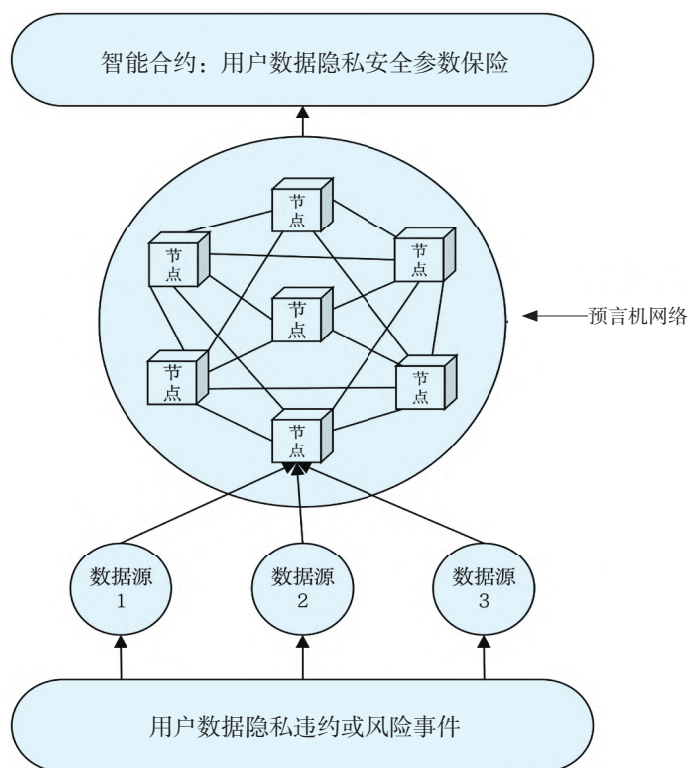 智能合约：用户数据隐私安全参数保险
节
点
节
点
节
点
节
点
预言机网络
节
点
节
点
节
点
数据源
1
数据源
2
数据源
3
用户数据隐私违约或风险事件